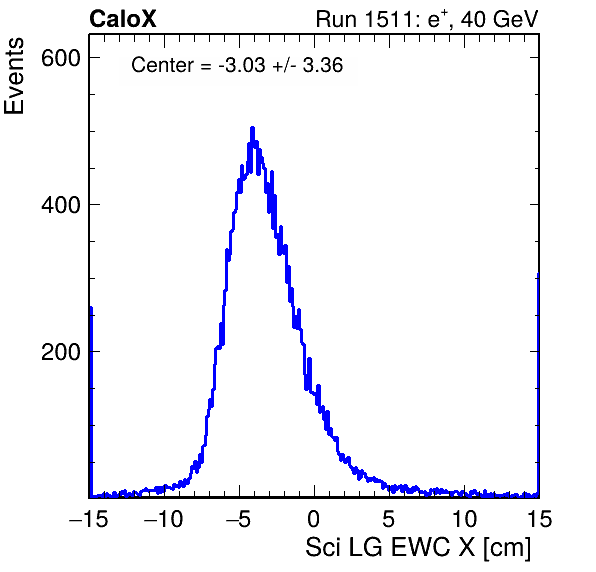 CaloX
Run 1511: e⁺, 40 GeV
Center = -3.03 +/- 3.36
Events
600
400
200
−15 −10 −5 0 5 10 15
Sci LG EWC X [cm]